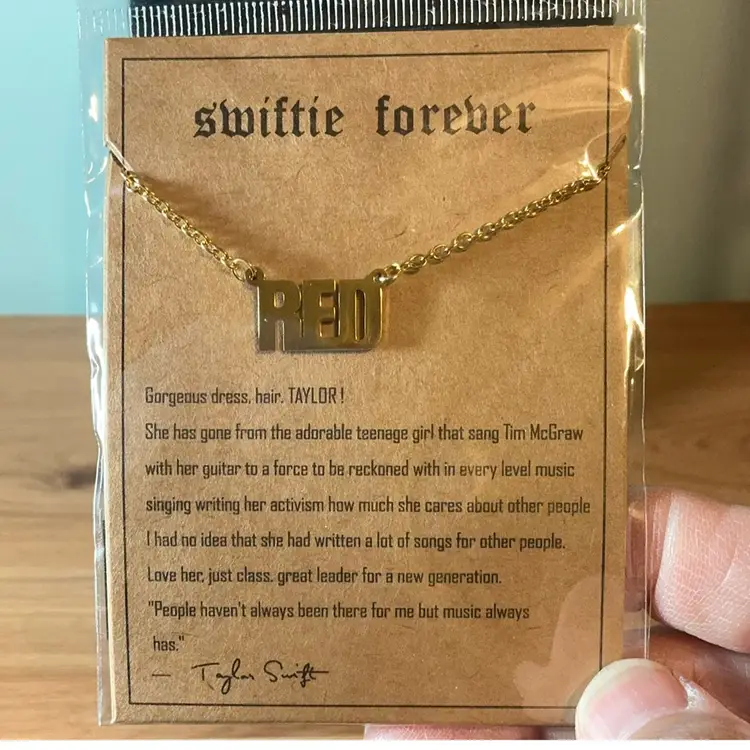 swiftie forever
RED
Gorgeous dress, hair. TAYLOR !
She has gone from the adorable teenage girl that sang Tim McGraw
with her guitar to a force to be reckoned with in every level music
singing writing her activism how much she cares about other people
I had no idea that she had written a lot of songs for other people.
Love her, just class. great leader for a new generation.
"People haven't always been there for me but music always
has."
— Taylor Swift